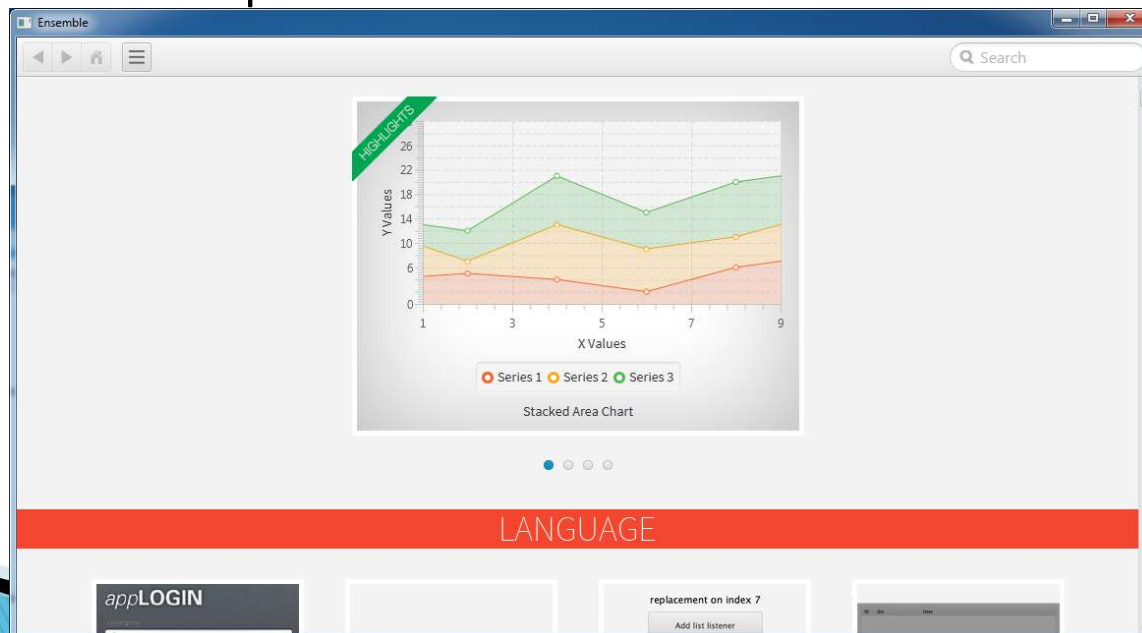 Ensemble
Search
HIGHLIGHTS
26
22
18
14
10
6
0
Y Values
1 3 5 7 9
X Values
Series 1 Series 2 Series 3
Stacked Area Chart
LANGUAGE
appLOGIN
replacement on index 7
Add list listener